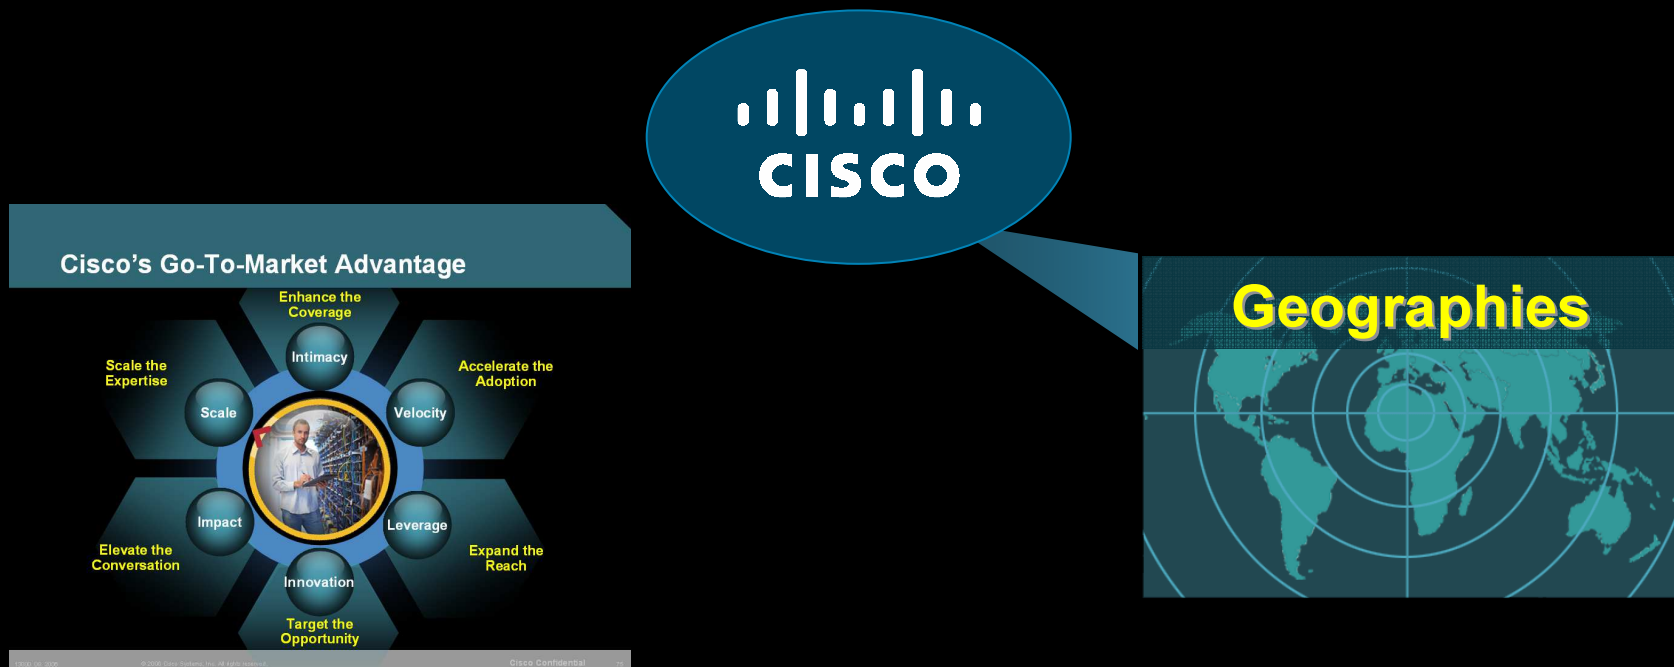 CISCO
Cisco’s Go-To-Market Advantage
Enhance the
Coverage
Intimacy
Scale the
Expertise
Scale
Accelerate the
Adoption
Velocity
Impact
Elevate the
Conversation
Leverage
Expand the
Reach
Innovation
Target the
Opportunity
Cisco Confidential
Geographies